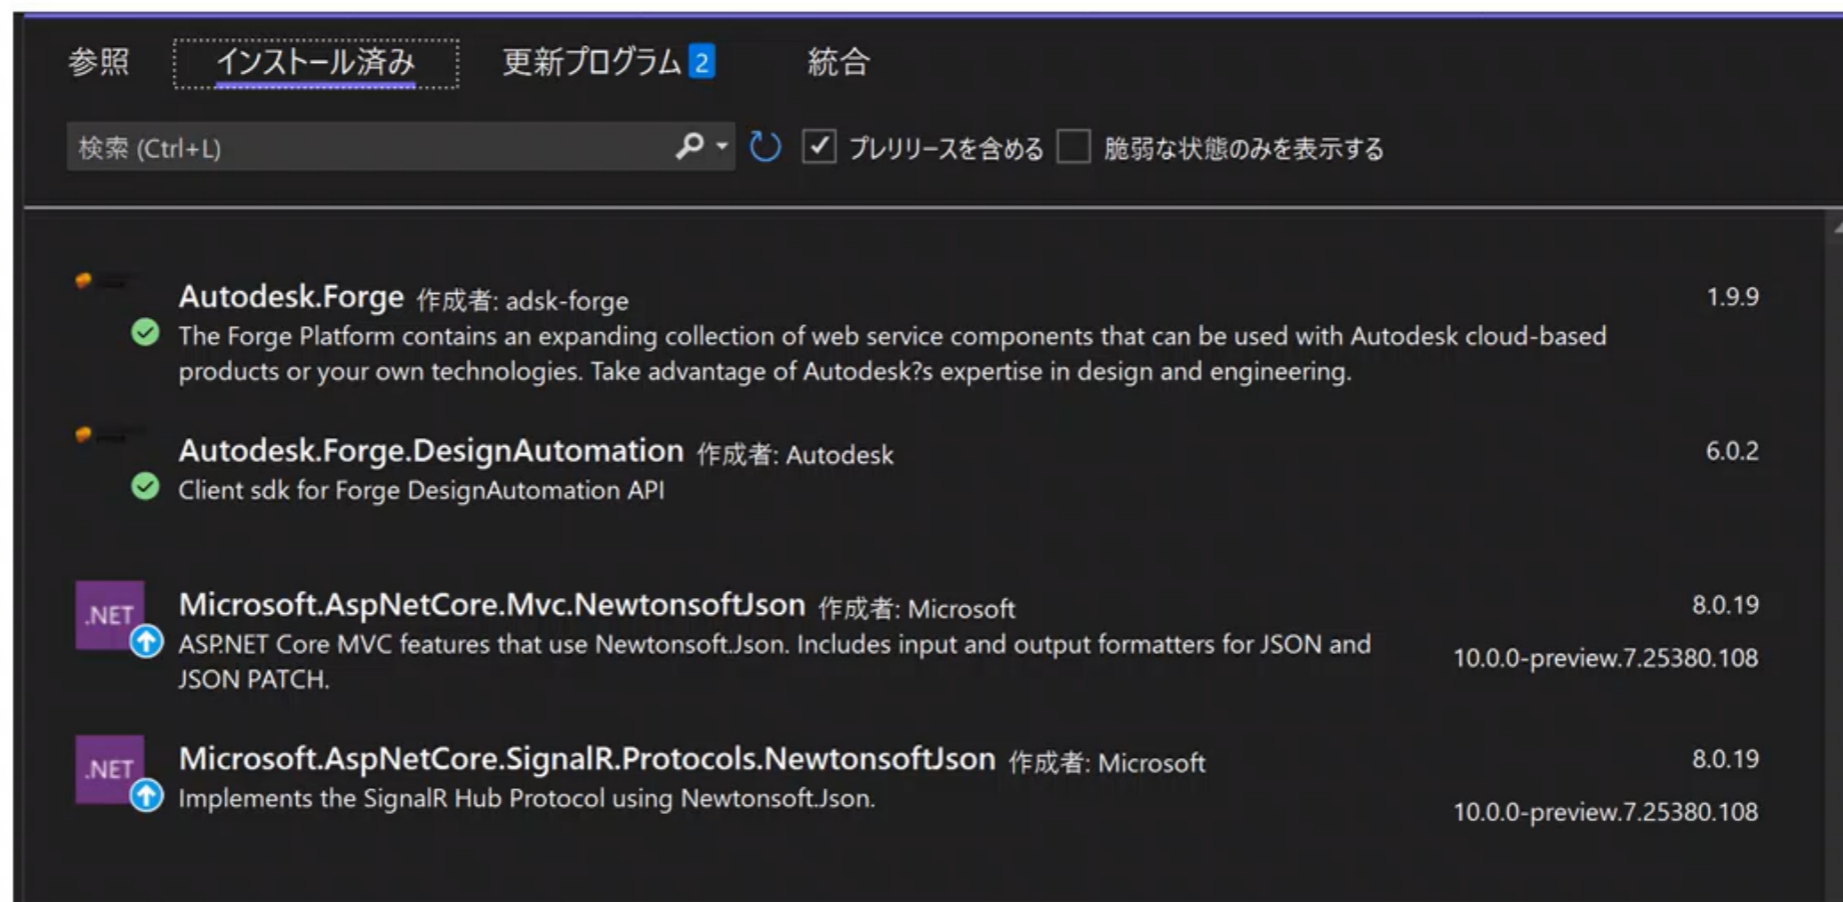 参照 インストール済み 更新プログラム 2 統合
検索 (Ctrl+L) プレリリースを含める 脆弱な状態のみを表示する
Autodesk.Forge 作成者: adsk-forge 1.9.9
The Forge Platform contains an expanding collection of web service components that can be used with Autodesk cloud-based
products or your own technologies. Take advantage of Autodesk?s expertise in design and engineering.
Autodesk.Forge.DesignAutomation 作成者: Autodesk 6.0.2
Client sdk for Forge DesignAutomation API
.NET Microsoft.AspNetCore.Mvc.NewtonsoftJson 作成者: Microsoft 8.0.19
ASP.NET Core MVC features that use Newtonsoft.Json. Includes input and output formatters for JSON and 10.0.0-preview.7.25380.108
JSON PATCH.
.NET Microsoft.AspNetCore.SignalR.Protocols.NewtonsoftJson 作成者: Microsoft 8.0.19
Implements the SignalR Hub Protocol using Newtonsoft.Json. 10.0.0-preview.7.25380.108